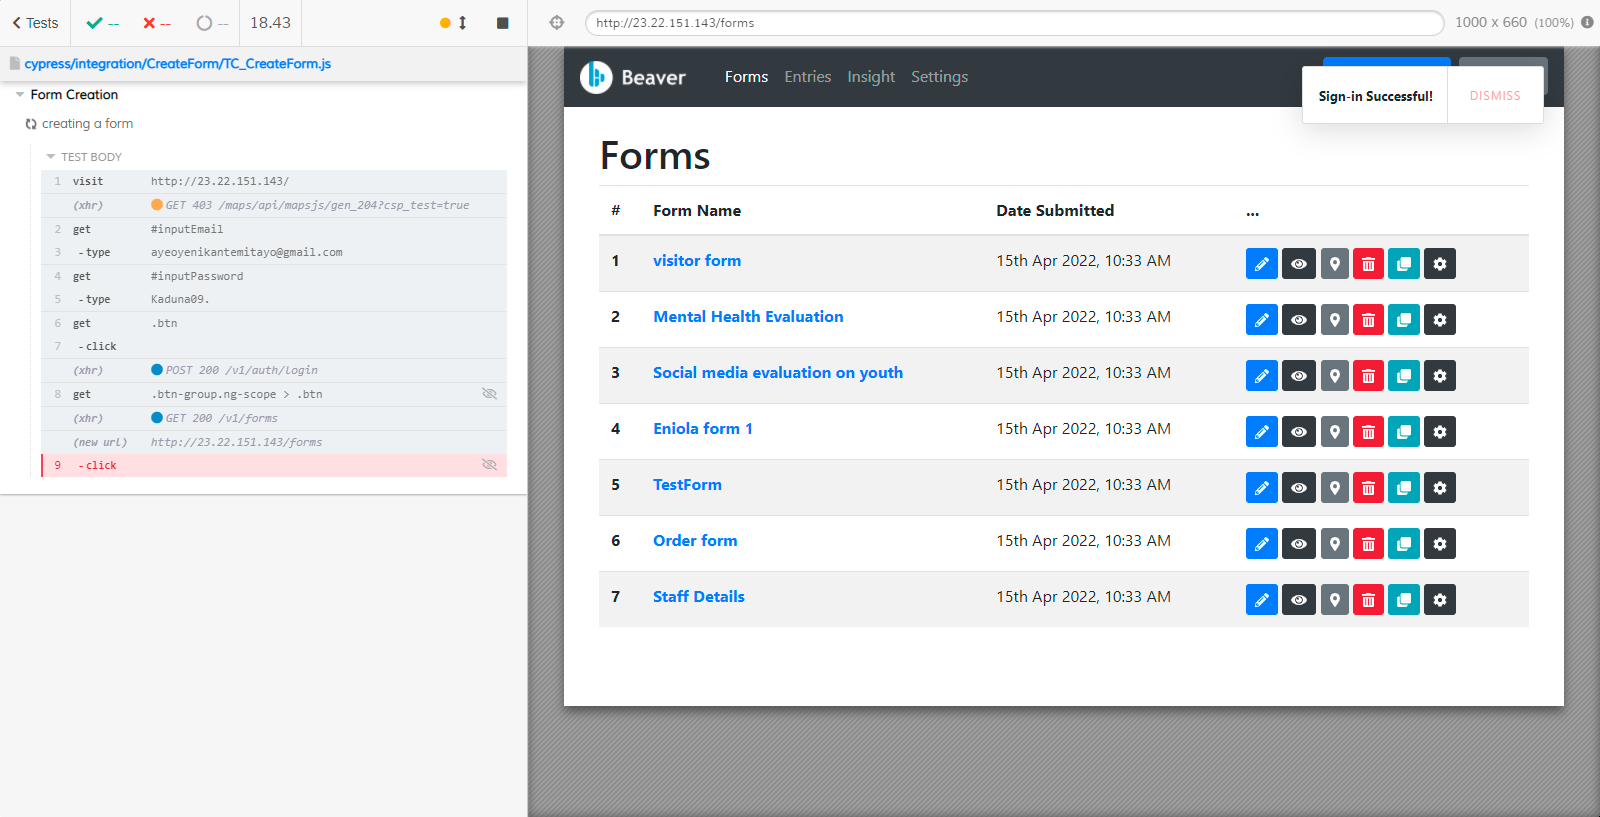 Tests -- -- -- 18.43
http://23.22.151.143/forms 1000 x 660 (100%)
cypress/integration/CreateForm/TC_CreateForm.js
Form Creation
creating a form
TEST BODY
1 visit http://23.22.151.143/
(xhr) GET 403 /maps/api/mapsjs/gen_204?csp_test=true
2 get #inputEmail
3 -type ayeoyenikantemitayo@gmail.com
4 get #inputPassword
5 -type Kaduna09.
6 get .btn
7 -click
(xhr) POST 200 /v1/auth/login
8 get .btn-group.ng-scope > .btn
(xhr) GET 200 /v1/forms
(new url) http://23.22.151.143/forms
9 -click
Beaver Forms Entries Insight Settings
Sign-in Successful! DISMISS
Forms
# Form Name Date Submitted ...
1 visitor form 15th Apr 2022, 10:33 AM
2 Mental Health Evaluation 15th Apr 2022, 10:33 AM
3 Social media evaluation on youth 15th Apr 2022, 10:33 AM
4 Eniola form 1 15th Apr 2022, 10:33 AM
5 TestForm 15th Apr 2022, 10:33 AM
6 Order form 15th Apr 2022, 10:33 AM
7 Staff Details 15th Apr 2022, 10:33 AM